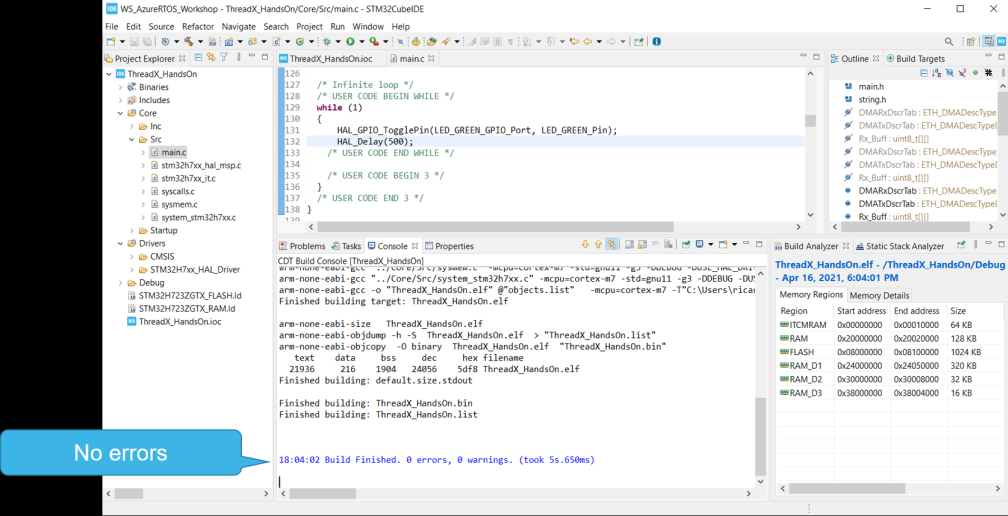 IDE WS_AzureRTOS_Workshop - ThreadX_HandsOn/Core/Src/main.c - STM32CubeIDE
File Edit Source Refactor Navigate Search Project Run Window Help
Project Explorer
ThreadX_HandsOn
Binaries
Includes
Core
Inc
Src
main.c
stm32h7xx_hal_msp.c
stm32h7xx_it.c
syscalls.c
sysmem.c
system_stm32h7xx.c
Startup
Drivers
CMSIS
STM32H7xx_HAL_Driver
Debug
STM32H723ZGTX_FLASH.ld
STM32H723ZGTX_RAM.ld
MX ThreadX_HandsOn.ioc
MX ThreadX_HandsOn.ioc main.c
126
127 /* Infinite loop */
128 /* USER CODE BEGIN WHILE */
129 while (1)
130 {
131 HAL_GPIO_TogglePin(LED_GREEN_GPIO_Port, LED_GREEN_Pin);
132 HAL_Delay(500);
133 /* USER CODE END WHILE */
134
135 /* USER CODE BEGIN 3 */
136 }
137 /* USER CODE END 3 */
138 }
139
Outline Build Targets
main.h
string.h
DMARxDscrTab : ETH_DMADescType
DMATxDscrTab : ETH_DMADescTypeD
Rx_Buff : uint8_t[][]
DMARxDscrTab : ETH_DMADescType
DMATxDscrTab : ETH_DMADescTypeD
Rx_Buff : uint8_t[][]
DMARxDscrTab : ETH_DMADescType
DMATxDscrTab : ETH_DMADescTypeD
Rx_Buff : uint8_t[][]
Problems Tasks Console Properties
CDT Build Console [ThreadX_HandsOn]
arm-none-eabi-gcc "../Core/Src/sysmem.c" -mcpu=cortex-m7 -std=gnu11 -g3 -DDEBUG -DUSE_HAL_DRI
arm-none-eabi-gcc "../Core/Src/system_stm32h7xx.c" -mcpu=cortex-m7 -std=gnu11 -g3 -DDEBUG -DUS
arm-none-eabi-gcc -o "ThreadX_HandsOn.elf" @"objects.list" -mcpu=cortex-m7 -T"C:\Users\rica
Finished building target: ThreadX_HandsOn.elf
arm-none-eabi-size ThreadX_HandsOn.elf
arm-none-eabi-objdump -h -S ThreadX_HandsOn.elf > "ThreadX_HandsOn.list"
arm-none-eabi-objcopy -O binary ThreadX_HandsOn.elf "ThreadX_HandsOn.bin"
text data bss dec hex filename
21936 216 1904 24056 5df8 ThreadX_HandsOn.elf
Finished building: default.size.stdout
Finished building: ThreadX_HandsOn.bin
Finished building: ThreadX_HandsOn.list
18:04:02 Build Finished. 0 errors, 0 warnings. (took 5s.650ms)
No errors
Build Analyzer Static Stack Analyzer
ThreadX_HandsOn.elf - /ThreadX_HandsOn/Debug
- Apr 16, 2021, 6:04:01 PM
Memory Regions Memory Details
Region Start address End address Size
ITCMRAM 0x00000000 0x00010000 64 KB
RAM 0x20000000 0x20020000 128 KB
FLASH 0x08000000 0x08100000 1024 KB
RAM_D1 0x24000000 0x24050000 320 KB
RAM_D2 0x30000000 0x30008000 32 KB
RAM_D3 0x38000000 0x38004000 16 KB